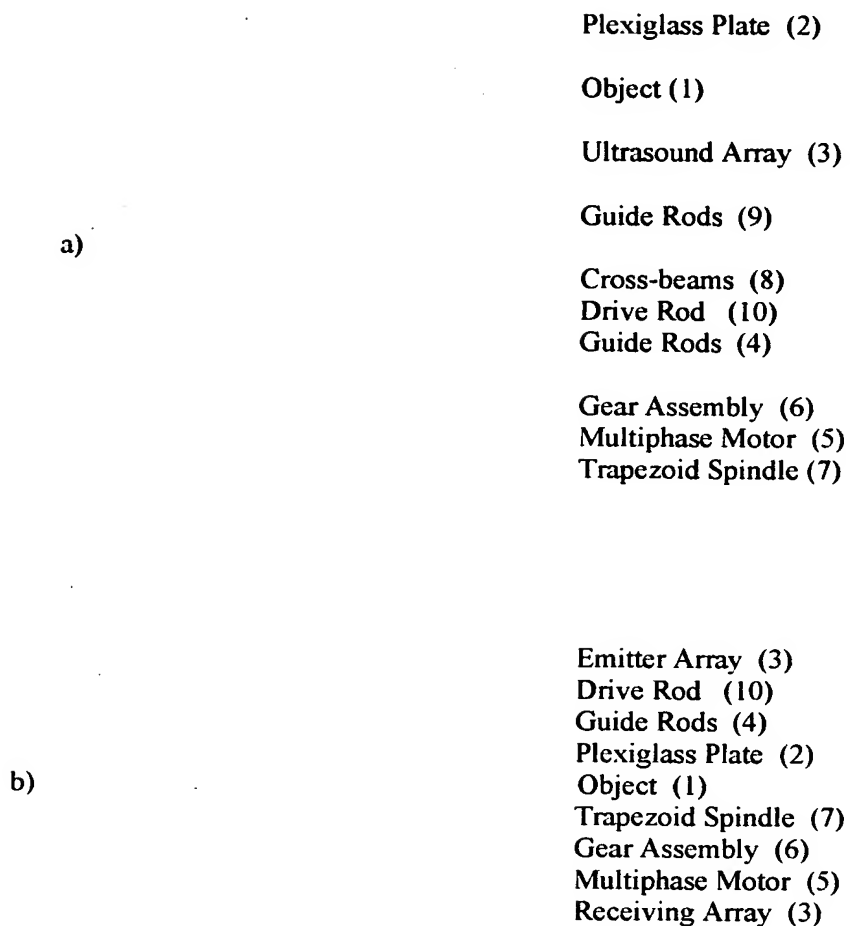 Plexiglass Plate (2)
Object (1)
Ultrasound Array (3)
Guide Rods (9)
a)
Cross-beams (8)
Drive Rod (10)
Guide Rods (4)
Gear Assembly (6)
Multiphase Motor (5)
Trapezoid Spindle (7)
Emitter Array (3)
Drive Rod (10)
Guide Rods (4)
Plexiglass Plate (2)
b)
Object (1)
Trapezoid Spindle (7)
Gear Assembly (6)
Multiphase Motor (5)
Receiving Array (3)